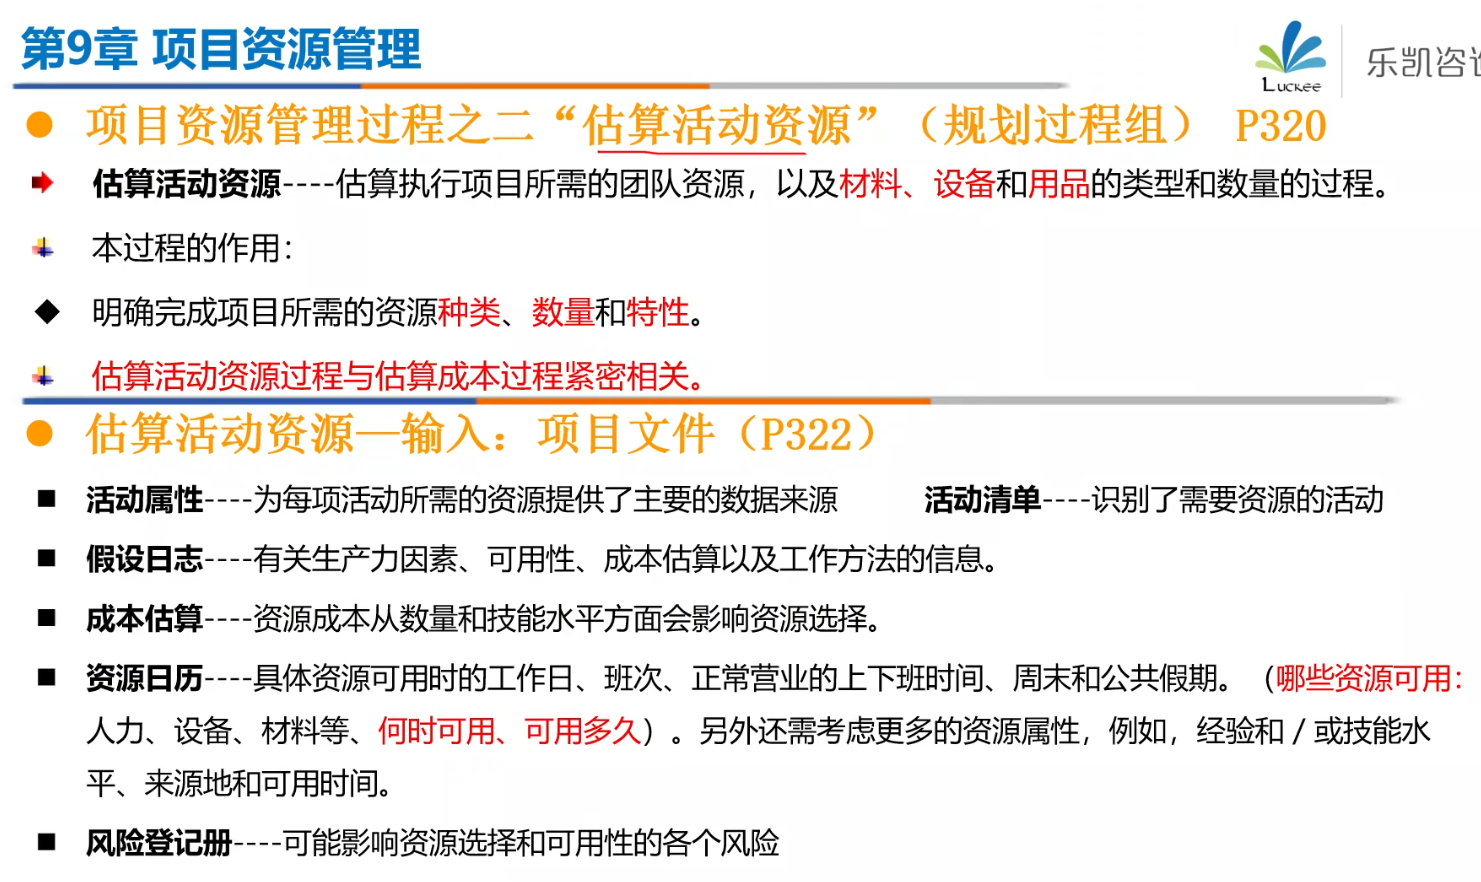 第9章 项目资源管理
Luckee
乐凯咨
项目资源管理过程之二“估算活动资源”（规划过程组） P320
估算活动资源----估算执行项目所需的团队资源，以及材料、设备和用品的类型和数量的过程。
本过程的作用：
明确完成项目所需的资源种类、数量和特性。
估算活动资源过程与估算成本过程紧密相关。
估算活动资源—输入：项目文件（P322）
活动属性----为每项活动所需的资源提供了主要的数据来源 活动清单----识别了需要资源的活动
假设日志----有关生产力因素、可用性、成本估算以及工作方法的信息。
成本估算----资源成本从数量和技能水平方面会影响资源选择。
资源日历----具体资源可用时的工作日、班次、正常营业的上下班时间、周末和公共假期。（哪些资源可用：
人力、设备、材料等、何时可用、可用多久）。另外还需考虑更多的资源属性，例如，经验和 / 或技能水
平、来源地和可用时间。
风险登记册----可能影响资源选择和可用性的各个风险